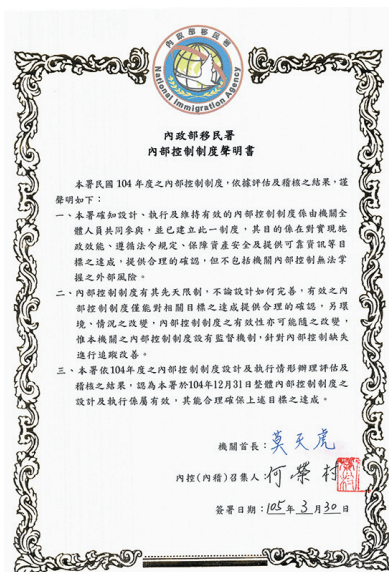 內政部移民署
National Immigration Agency
內政部移民署
內部控制制度聲明書
本署民國 104 年度之內部控制制度，依據評估及稽核之結果，謹
聲明如下：
一、本署確知設計、執行及維持有效的內部控制制度係由機關全
體人員共同參與，並已建立此一制度，其目的係在對實現施
政效能、遵循法令規定、保障資產安全及提供可靠資訊等目
標之達成，提供合理的確認，但不包括機關內部控制無法掌
握之外部風險。
二、內部控制制度有其先天限制，不論設計如何完善，有效之內
部控制制度僅能對相關目標之達成提供合理的確認，另環
境、情況之改變，內部控制制度之有效性亦可能隨之改變，
惟本機關之內部控制制度設有監督機制，針對內部控制缺失
進行追蹤改善。
三、本署依104年度之內部控制制度設計及執行情形辦理評估及
稽核之結果，認為本署於104年12月31日整體內部控制制度之
設計及執行係屬有效，其能合理確保上述目標之達成。
機關首長：莫天虎
內控(內稽)召集人：何榮村
簽署日期：105年3月30日